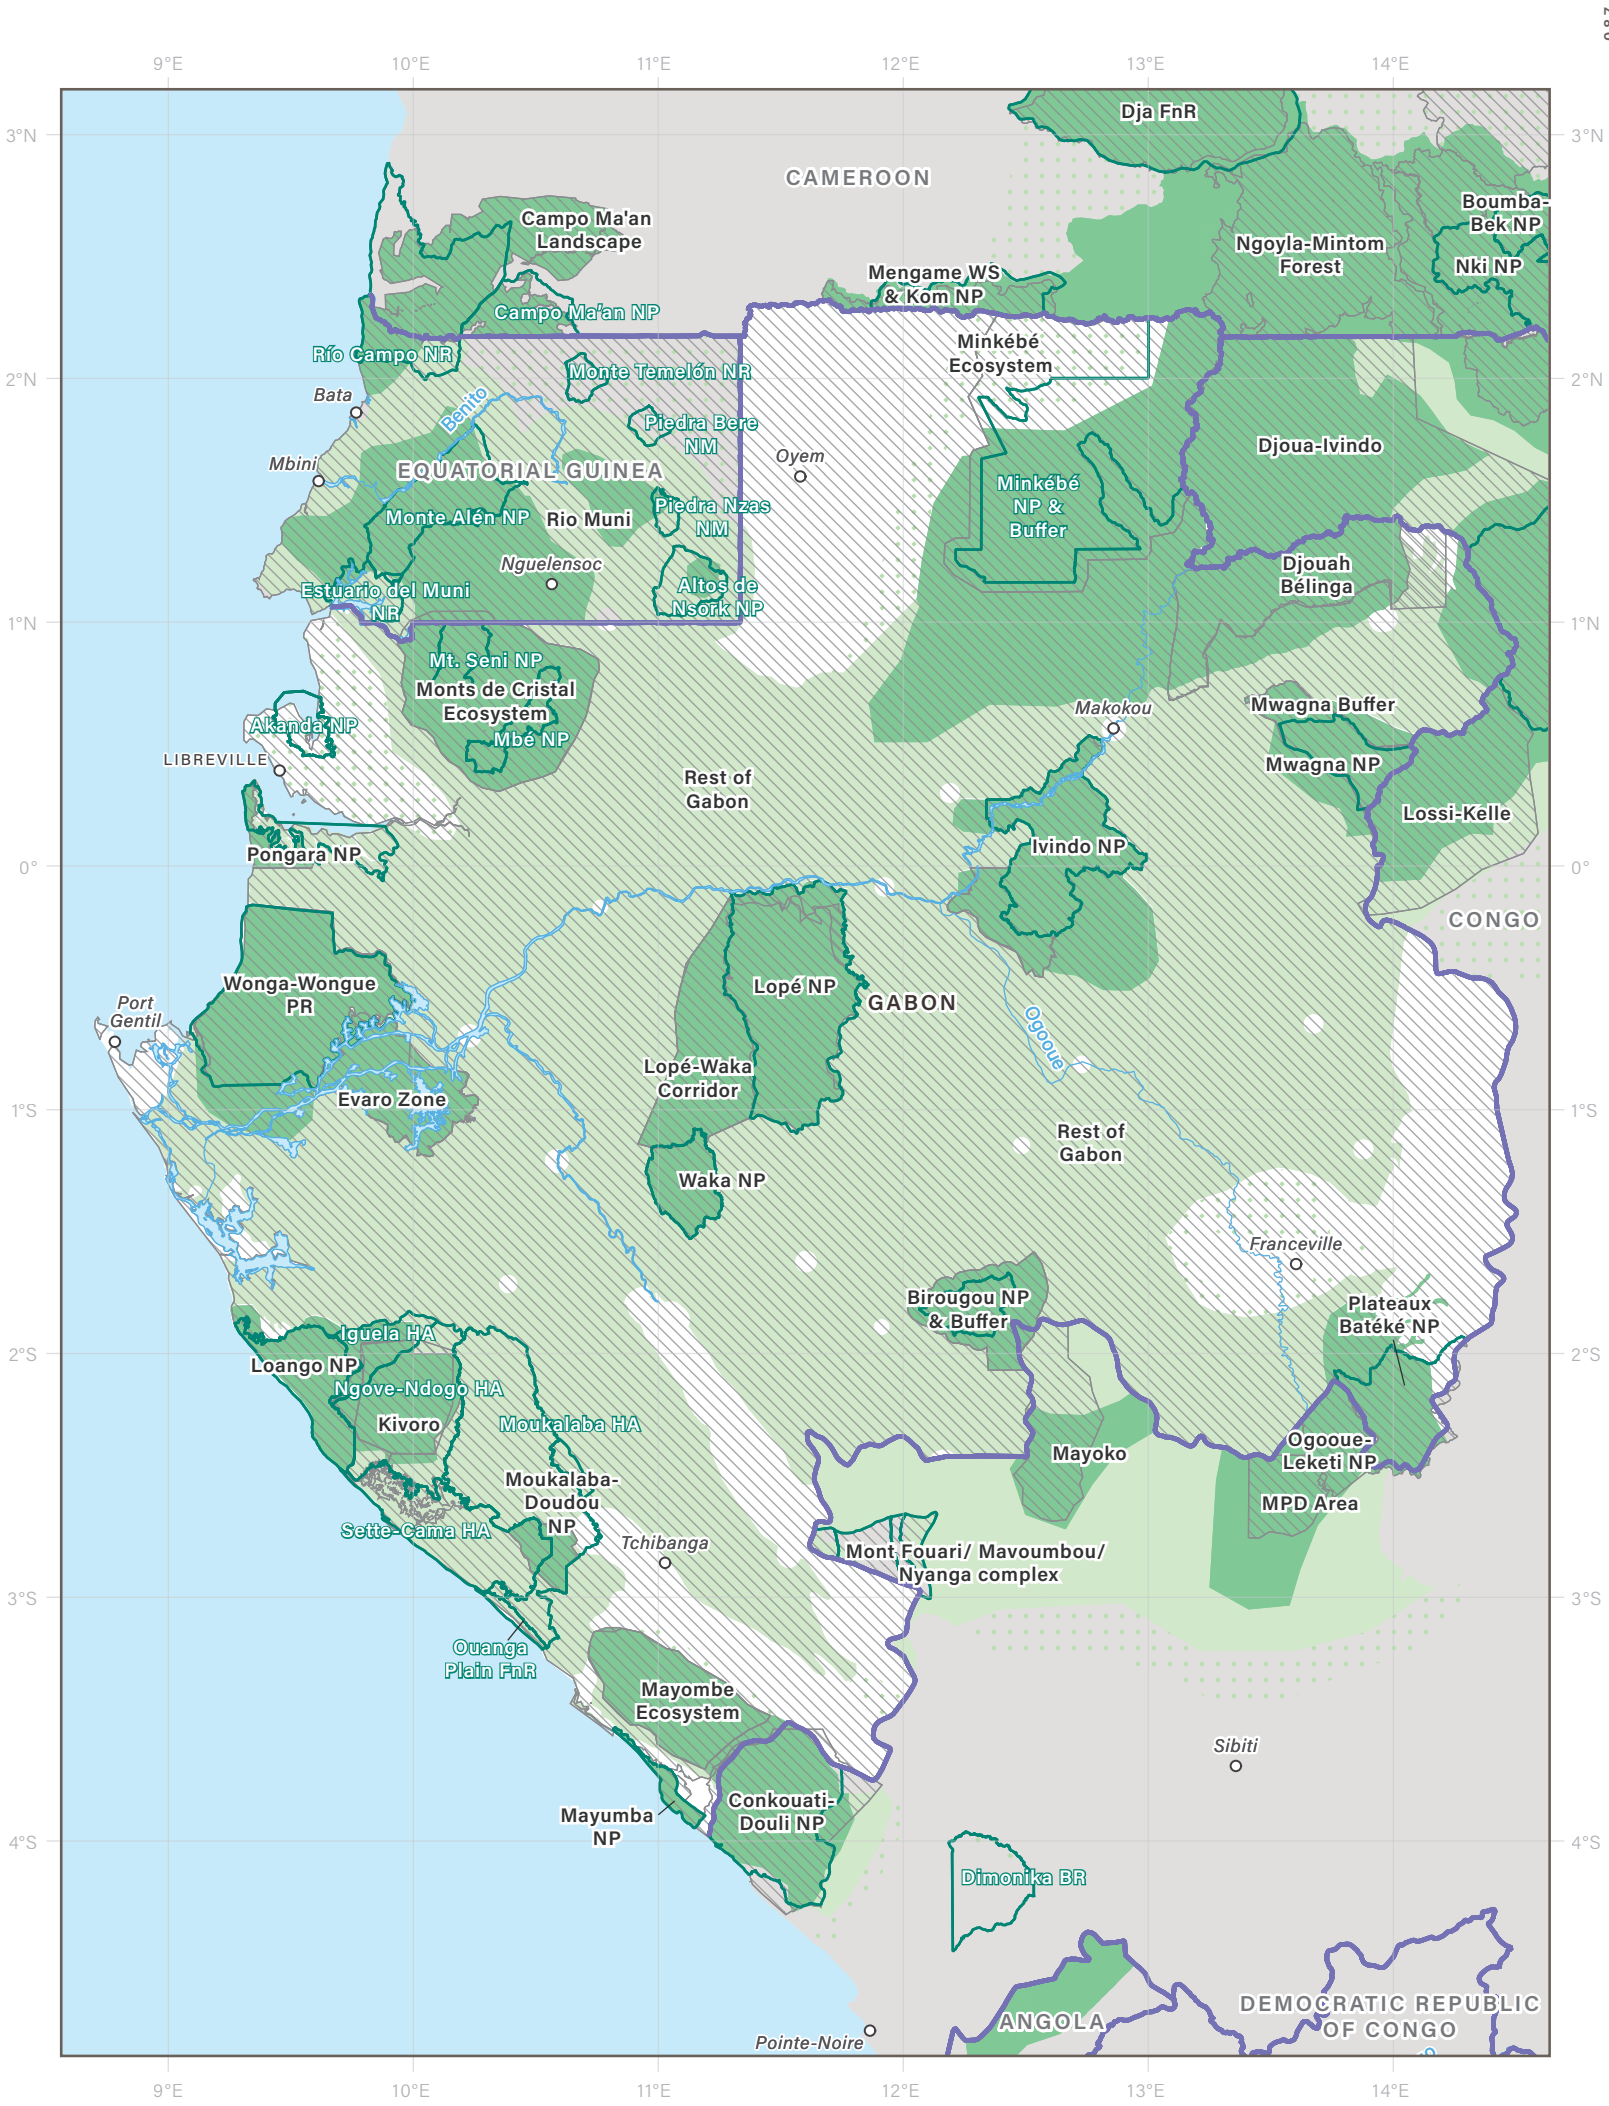 9°E 10°E 11°E 12°E 13°E 14°E
3°N
3°N
Dja FnR
CAMEROON
Campo Ma'an
Landscape
Boumba-
Bek NP
Ngoyla-Mintom
Forest
Nki NP
Mengame WS
& Kom NP
Campo Ma'an NP
Minkébé
Ecosystem
Río Campo NR
Monte Temelón NR
2°N
2°N
Bata
Benito
Piedra Bere
NM
Djoua-Ivindo
Oyem
Mbini
EQUATORIAL GUINEA
Minkébé
NP &
Buffer
Piedra Nzas
NM
Monte Alén NP
Rio Muni
Nguelensoc
Djouah
Bélinga
Estuario del Muni
NR
Altos de
Nsork NP
1°N
1°N
Mt. Seni NP
Monts de Cristal
Ecosystem
Mbé NP
Makokou
Mwagna Buffer
Akanda NP
LIBREVILLE
Mwagna NP
Rest of
Gabon
Lossi-Kelle
Pongara NP
Ivindo NP
0°
0°
CONGO
Wonga-Wongue
PR
Lopé NP
GABON
Port
Gentil
Ogooue
Lopé-Waka
Corridor
Evaro Zone
1°S
1°S
Rest of
Gabon
Waka NP
Franceville
Birougou NP
& Buffer
Plateaux
Batéké NP
Iguela HA
2°S
2°S
Loango NP
Ngove-Ndogo HA
Kivoro
Moukalaba HA
Mayoko
Ogooue-
Leketi NP
Moukalaba-
Doudou
NP
MPD Area
Sette-Cama HA
Tchibanga
Mont Fouari/ Mavoumbou/
Nyanga complex
3°S
3°S
Ouanga
Plain FnR
Mayombe
Ecosystem
Sibiti
Conkouati-
Douli NP
Mayumba
NP
4°S
4°S
Dimonika BR
DEMOCRATIC REPUBLIC
OF CONGO
ANGOLA
Pointe-Noire
9°E 10°E 11°E 12°E 13°E 14°E